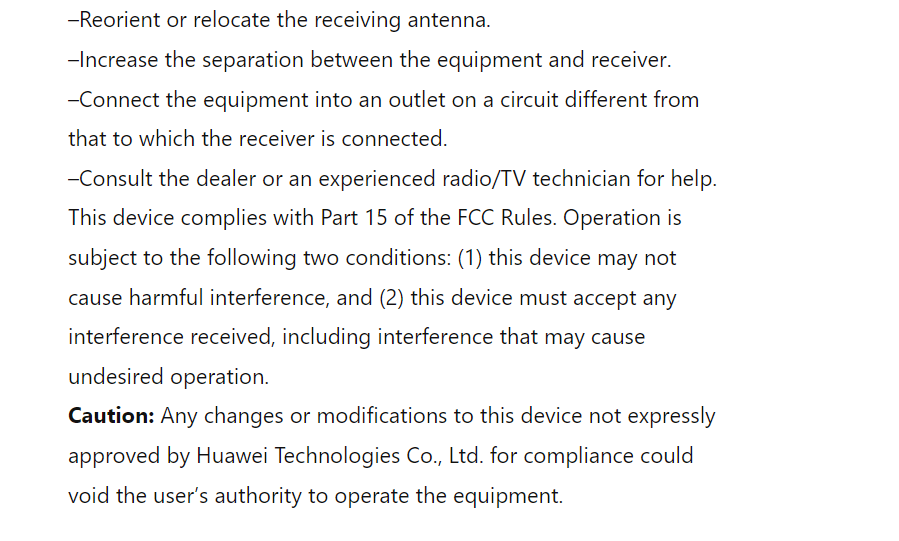 –Reorient or relocate the receiving antenna.
–Increase the separation between the equipment and receiver.
–Connect the equipment into an outlet on a circuit different from
that to which the receiver is connected.
–Consult the dealer or an experienced radio/TV technician for help.
This device complies with Part 15 of the FCC Rules. Operation is
subject to the following two conditions: (1) this device may not
cause harmful interference, and (2) this device must accept any
interference received, including interference that may cause
undesired operation.
Caution: Any changes or modifications to this device not expressly
approved by Huawei Technologies Co., Ltd. for compliance could
void the user's authority to operate the equipment.